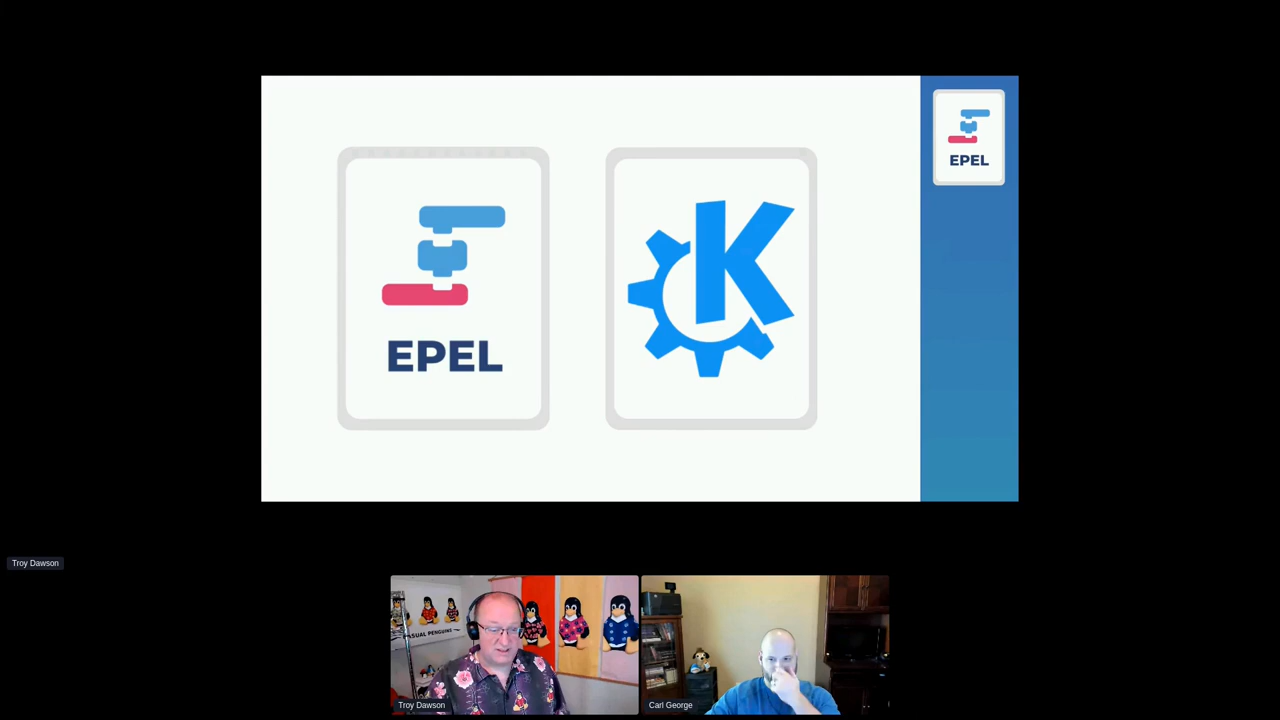 EPEL
EPEL
K
Troy Dawson
CASUAL PENGUINS
Troy Dawson
Carl George